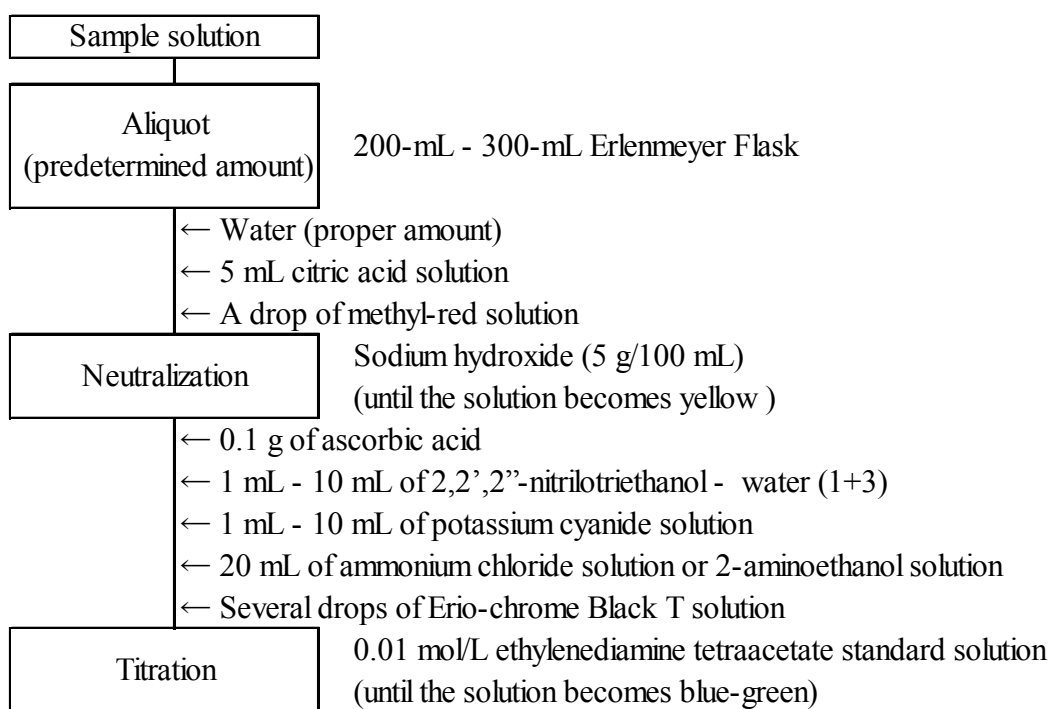 Sample solution
Aliquot
(predetermined amount)
200-mL - 300-mL Erlenmeyer Flask
← Water (proper amount)
← 5 mL citric acid solution
← A drop of methyl-red solution
Neutralization
Sodium hydroxide (5 g/100 mL)
(until the solution becomes yellow )
← 0.1 g of ascorbic acid
← 1 mL - 10 mL of 2,2’,2”-nitrilotriethanol - water (1+3)
← 1 mL - 10 mL of potassium cyanide solution
← 20 mL of ammonium chloride solution or 2-aminoethanol solution
← Several drops of Erio-chrome Black T solution
Titration
0.01 mol/L ethylenediamine tetraacetate standard solution
(until the solution becomes blue-green)